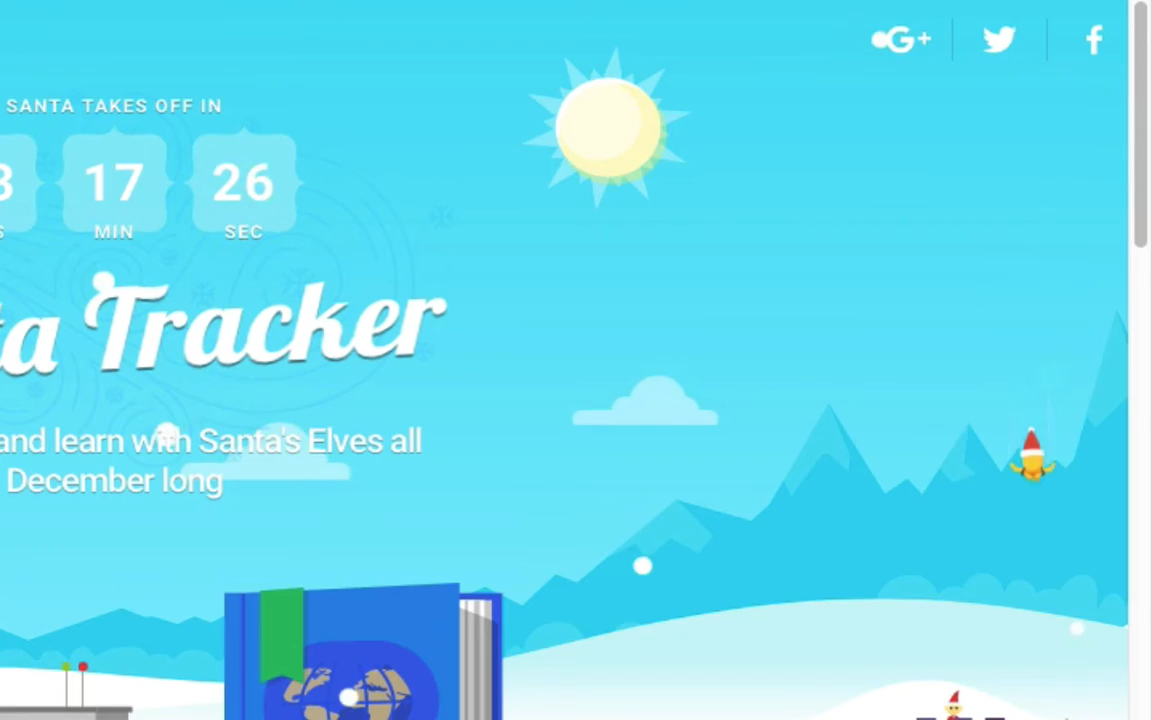 G+
f
SANTA TAKES OFF IN
17
26
MIN
SEC
Tracker
and learn with Santa's Elves all
December long